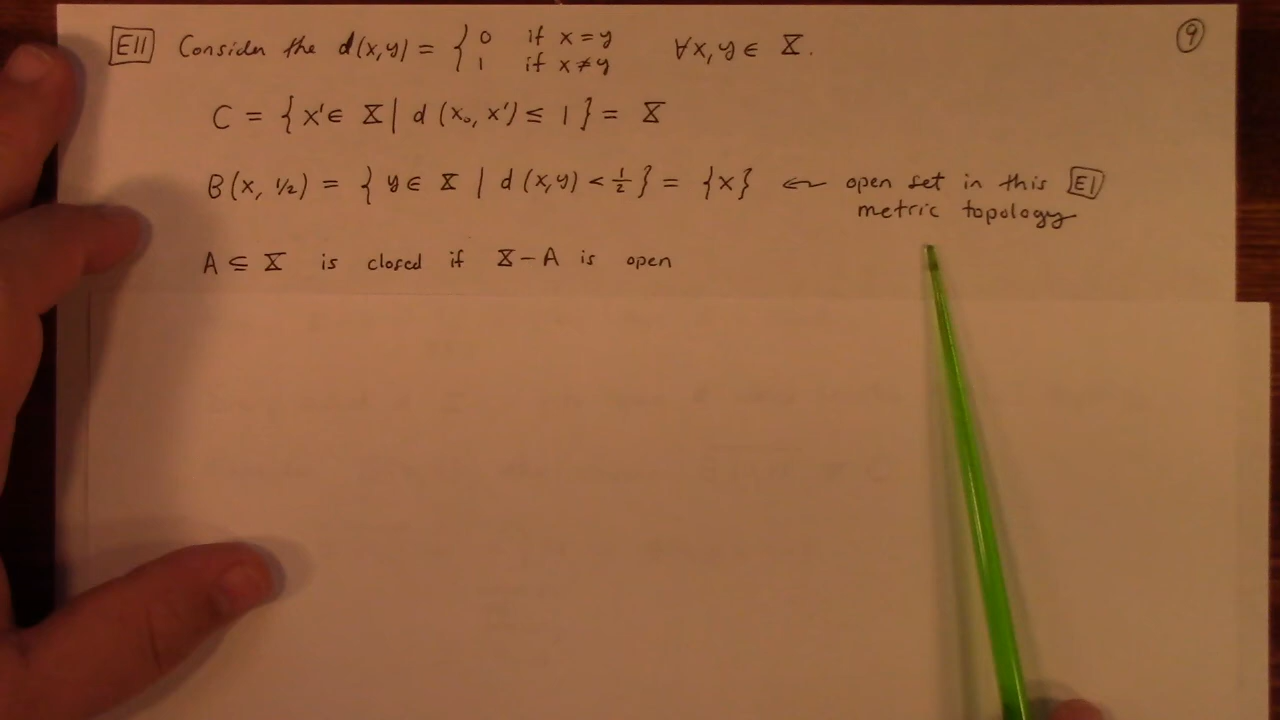 E11 Consider the d(x,y) = { 0 if x = y ∀x,y ∈ X. 9
1 if x ≠ y
C = { x' ∈ X | d(x₀, x') ≤ 1 } = X
B(x, 1/2) = { y ∈ X | d(x,y) < 1/2 } = {x} ← open set in this E1
metric topology
A ⊆ X is closed if X - A is open